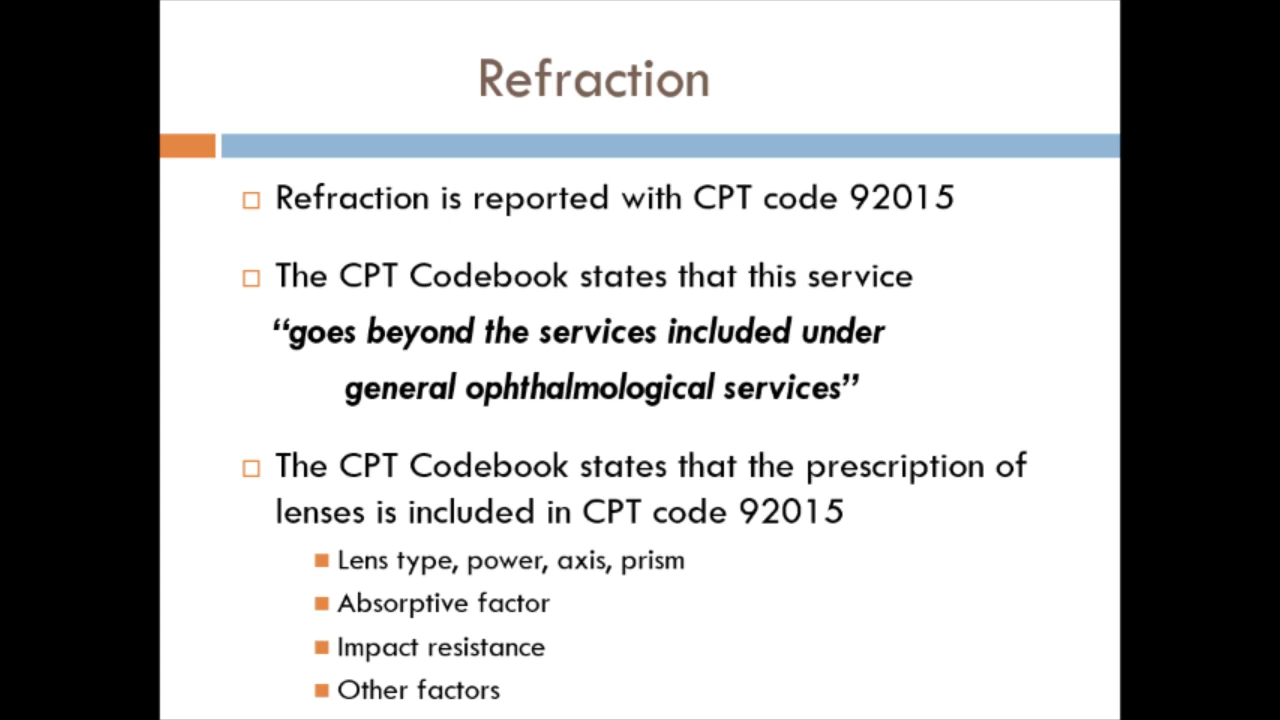 Refraction
Refraction is reported with CPT code 92015
The CPT Codebook states that this service
“goes beyond the services included under
general ophthalmological services”
The CPT Codebook states that the prescription of
lenses is included in CPT code 92015
Lens type, power, axis, prism
Absorptive factor
Impact resistance
Other factors